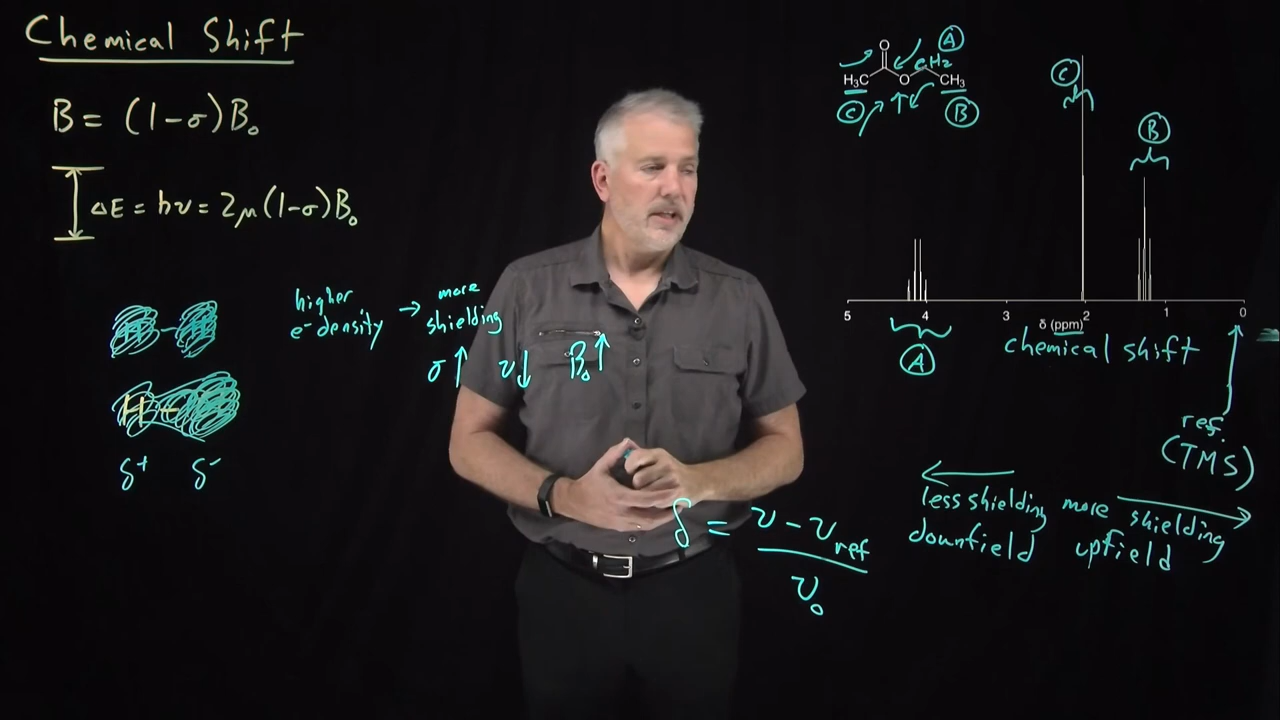 Chemical Shift
B = (1-σ)B₀
ΔE = hν = 2μ(1-σ)B₀
higher e⁻ density → more shielding
σ↑ ν↓ B₀↑
H-
δ⁺ δ⁻
δ = (ν - ν_ref)/ν₀
O
A
H₃C O CH₂ CH₃
C B
C
B
5 4 3 2 1 0
δ (ppm)
A
chemical shift
ref.
(TMS)
less shielding more shielding
downfield upfield